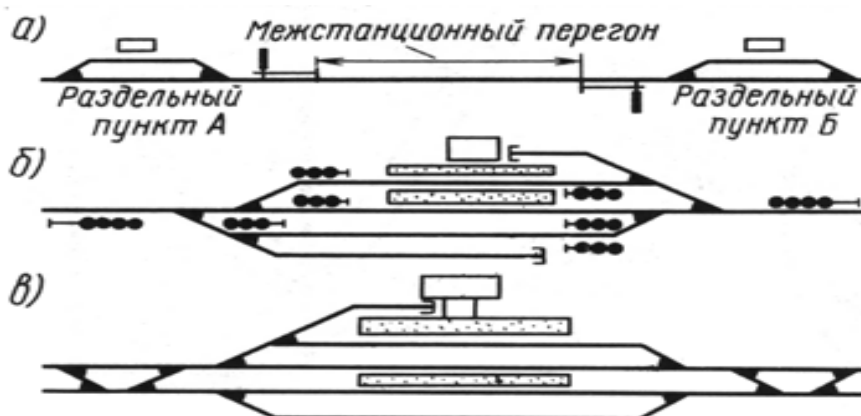 а)
Межстанционный перегон
Раздельный
пункт А
Раздельный
пункт Б
б)
в)